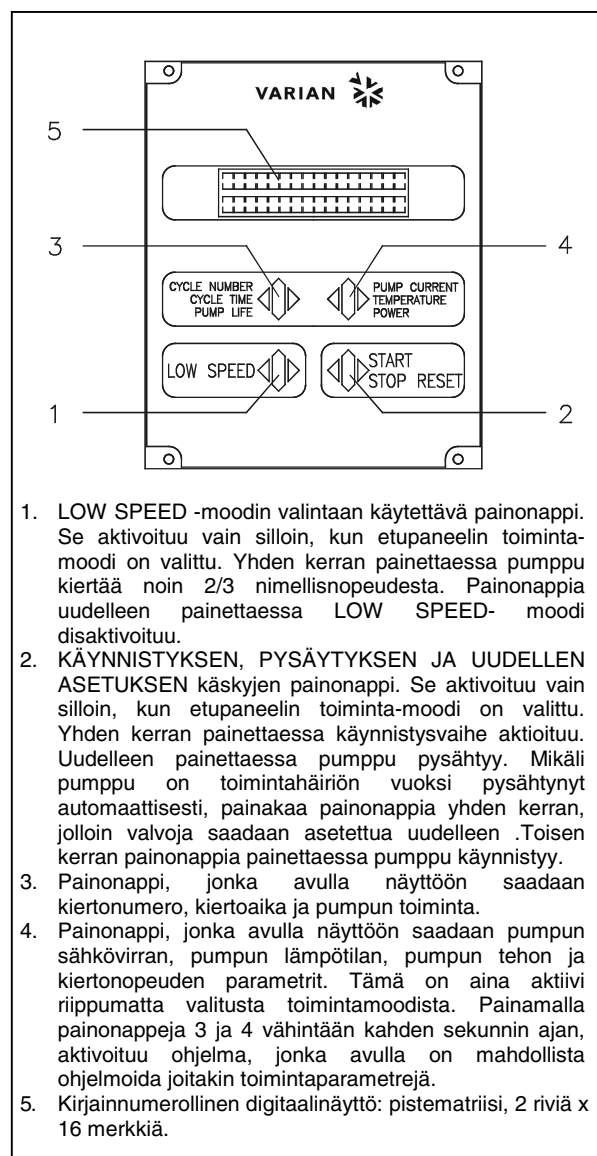 VARIAN
5
3
4
CYCLE NUMBER
CYCLE TIME
PUMP LIFE
PUMP CURRENT
TEMPERATURE
POWER
LOW SPEED
START
STOP RESET
1
2
1. LOW SPEED -moodin valintaan käytettävä painonappi.
Se aktivoituu vain silloin, kun etupaneelin toiminta-
moodi on valittu. Yhden kerran painettaessa pumppu
kiertää noin 2/3 nimellisnopeudesta. Painonappia
uudelleen painettaessa LOW SPEED- moodi
disaktivoituu.
2. KÄYNNISTYKSEN, PYSÄYTYKSEN JA UUDELLEN
ASETUKSEN käskyjen painonappi. Se aktivoituu vain
silloin, kun etupaneelin toiminta-moodi on valittu.
Yhden kerran painettaessa käynnistysvaihe aktioituu.
Uudelleen painettaessa pumppu pysähtyy. Mikäli
pumppu on toimintahäiriön vuoksi pysähtynyt
automaattisesti, painakaa painonappia yhden kerran,
jolloin valvoja saadaan asetettua uudelleen .Toisen
kerran painonappia painettaessa pumppu käynnistyy.
3. Painonappi, jonka avulla näyttöön saadaan
kiertonumero, kiertoaika ja pumpun toiminta.
4. Painonappi, jonka avulla näyttöön saadaan pumpun
sähkövirran, pumpun lämpötilan, pumpun tehon ja
kiertonopeuden parametrit. Tämä on aina aktiivi
riippumatta valitusta toimintamoodista. Painamalla
painonappeja 3 ja 4 vähintään kahden sekunnin ajan,
aktivoituu ohjelma, jonka avulla on mahdollista
ohjelmoida joitakin toimintaparametrejä.
5. Kirjainnumerollinen digitaalinäyttö: pistematriisi, 2 riviä x
16 merkkiä.